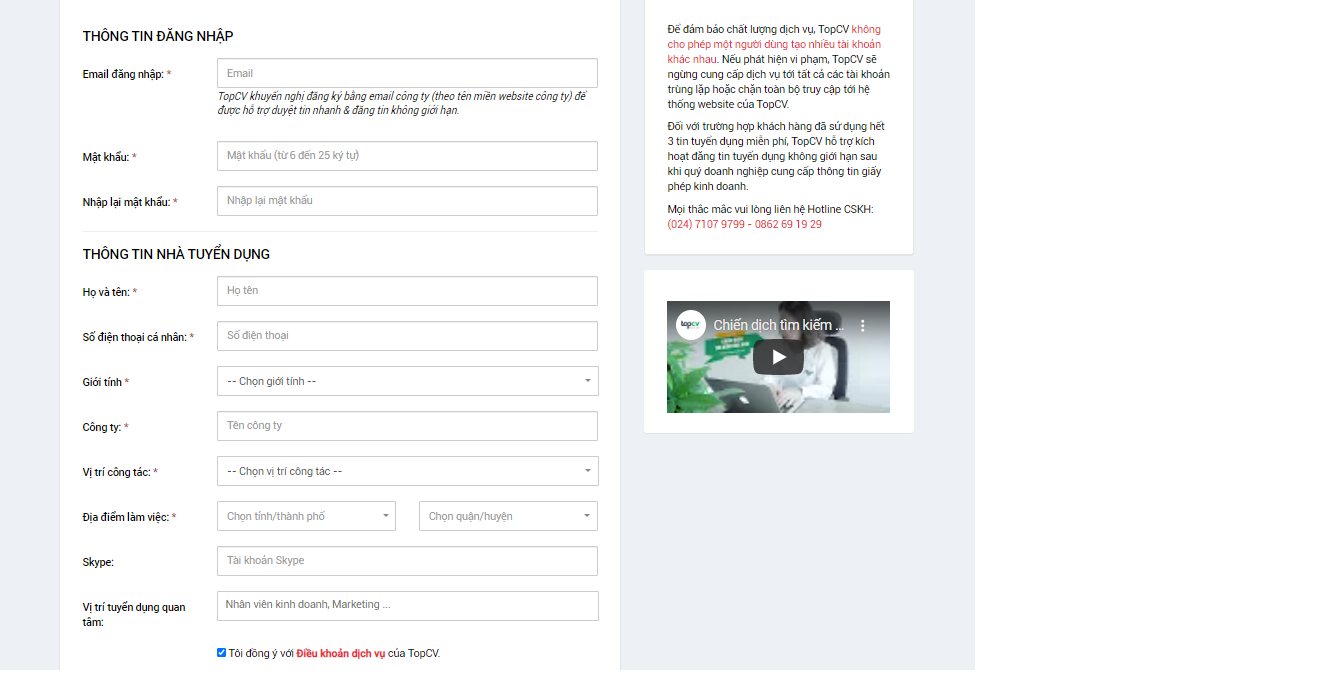 THÔNG TIN ĐĂNG NHẬP
Email đăng nhập: *
Email
TopCV khuyến nghị đăng ký bằng email công ty (theo tên miền website công ty) để
được hỗ trợ duyệt tin nhanh & đăng tin không giới hạn.
Mật khẩu: *
Mật khẩu (từ 6 đến 25 ký tự)
Nhập lại mật khẩu: *
Nhập lại mật khẩu
THÔNG TIN NHÀ TUYỂN DỤNG
Họ và tên: *
Họ tên
Số điện thoại cá nhân: *
Số điện thoại
Giới tính *
-- Chọn giới tính --
Công ty: *
Tên công ty
Vị trí công tác: *
-- Chọn vị trí công tác --
Địa điểm làm việc: *
Chọn tỉnh/thành phố
Chọn quận/huyện
Skype:
Tài khoản Skype
Vị trí tuyển dụng quan
tâm:
Nhân viên kinh doanh, Marketing ...
Tôi đồng ý với Điều khoản dịch vụ của TopCV.
Để đảm bảo chất lượng dịch vụ, TopCV không
cho phép một người dùng tạo nhiều tài khoản
khác nhau. Nếu phát hiện vi phạm, TopCV sẽ
ngừng cung cấp dịch vụ tới tất cả các tài khoản
trùng lặp hoặc chặn toàn bộ truy cập tới hệ
thống website của TopCV.
Đối với trường hợp khách hàng đã sử dụng hết
3 tin tuyển dụng miễn phí, TopCV hỗ trợ kích
hoạt đăng tin tuyển dụng không giới hạn sau
khi quý doanh nghiệp cung cấp thông tin giấy
phép kinh doanh.
Mọi thắc mắc vui lòng liên hệ Hotline CSKH:
(024) 7107 9799 - 0862 69 19 29
topcv
Chiến dịch tìm kiếm ...